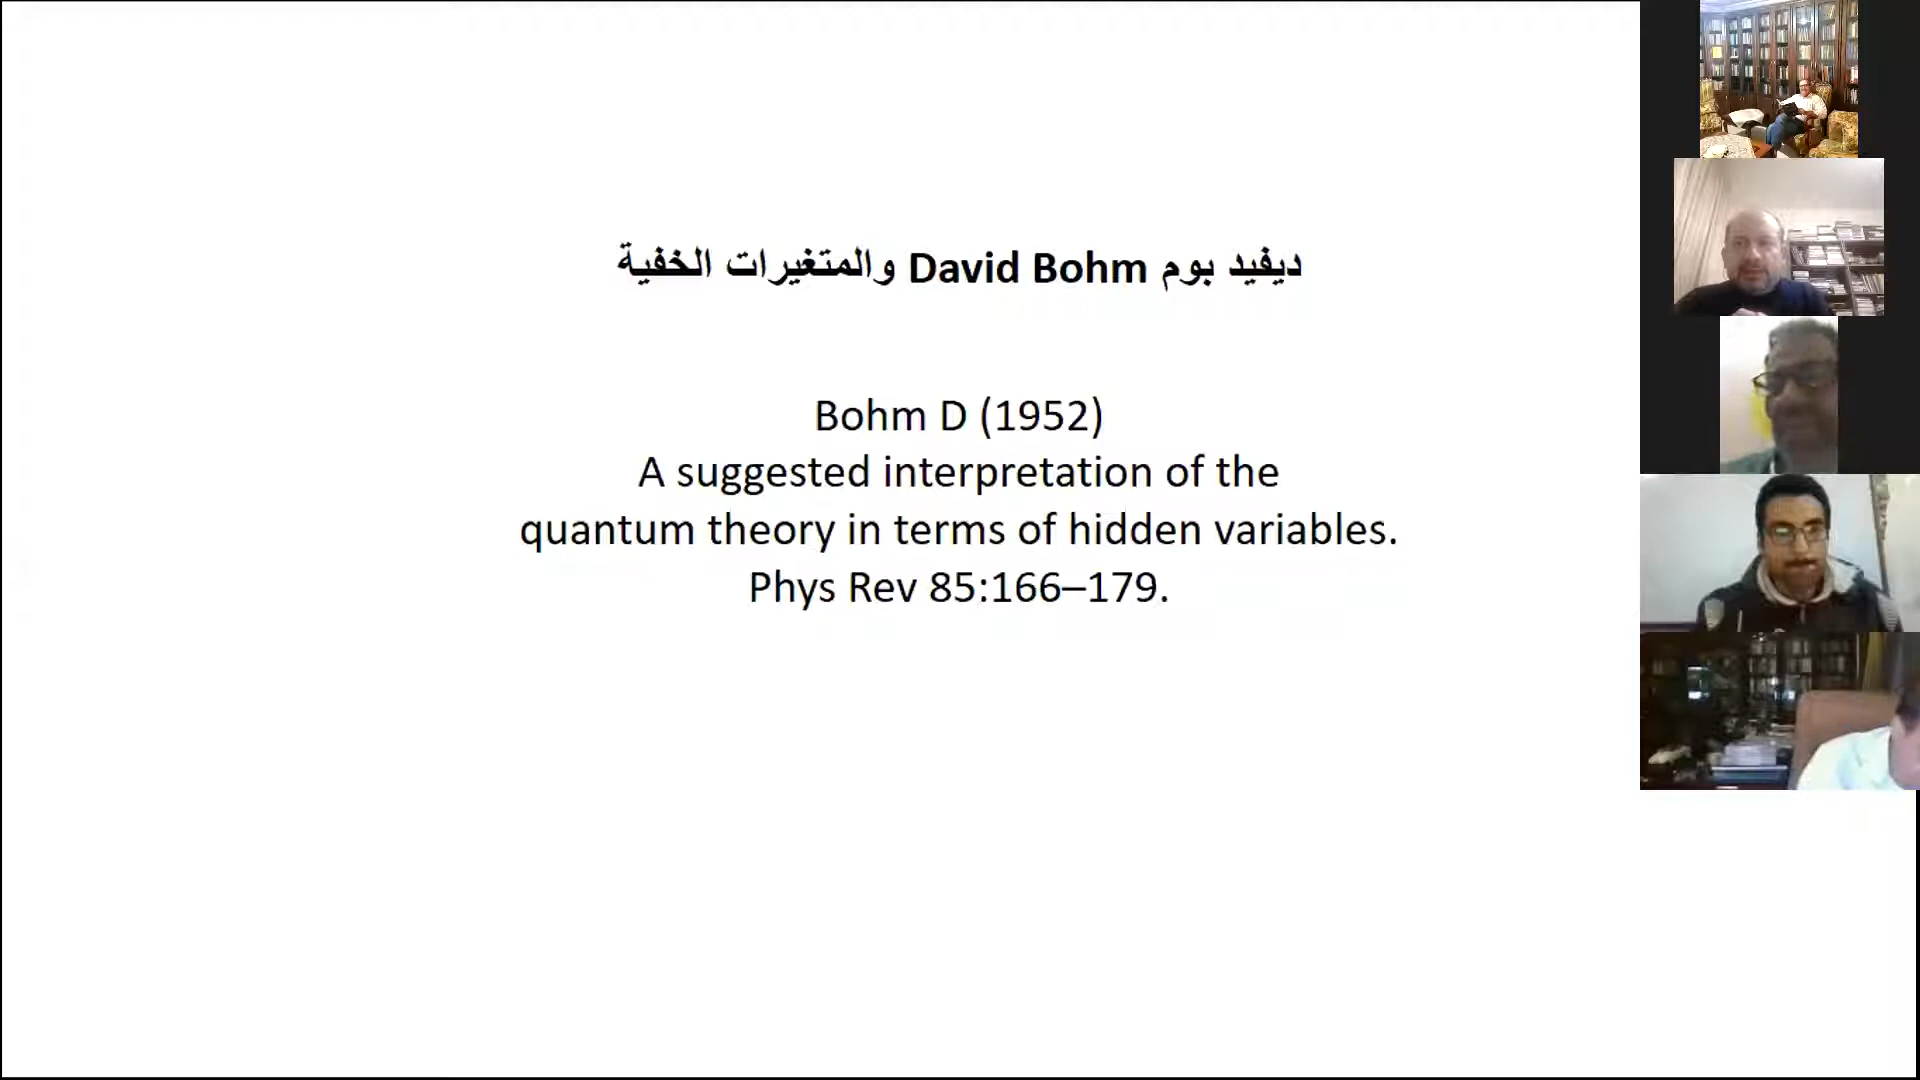 ديفيد بوم David Bohm والمتغيرات الخفية
Bohm D (1952)
A suggested interpretation of the
quantum theory in terms of hidden variables.
Phys Rev 85:166–179.